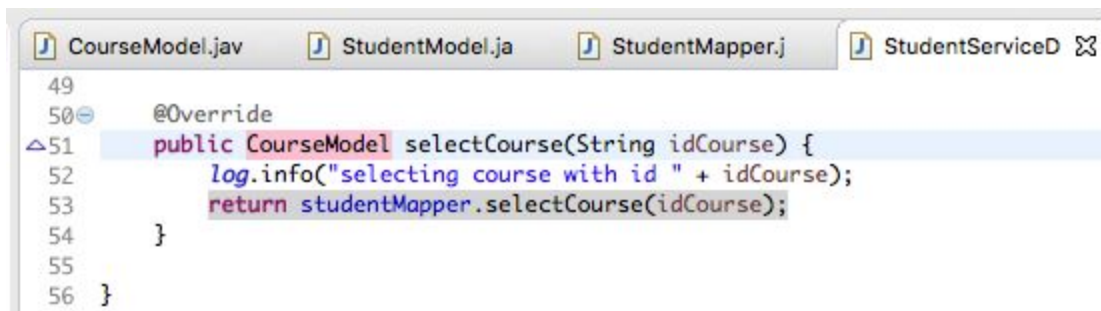 CourseModel.jav StudentModel.ja StudentMapper.j StudentServiceD
49
50 @Override
51 public CourseModel selectCourse(String idCourse) {
52 log.info("selecting course with id " + idCourse);
53 return studentMapper.selectCourse(idCourse);
54 }
55
56 }